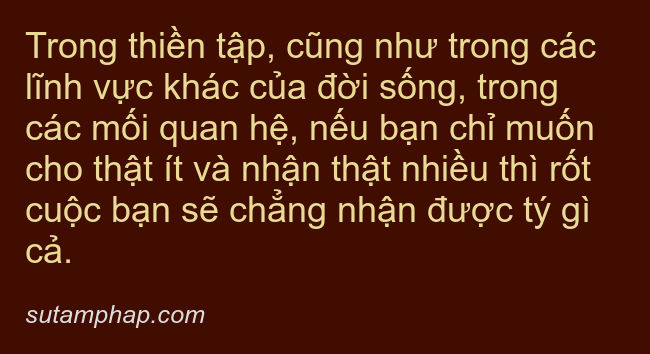 Trong thiền tập, cũng như trong các
lĩnh vực khác của đời sống, trong
các mối quan hệ, nếu bạn chỉ muốn
cho thật ít và nhận thật nhiều thì rốt
cuộc bạn sẽ chẳng nhận được tý gì
cả.
sutamphap.com